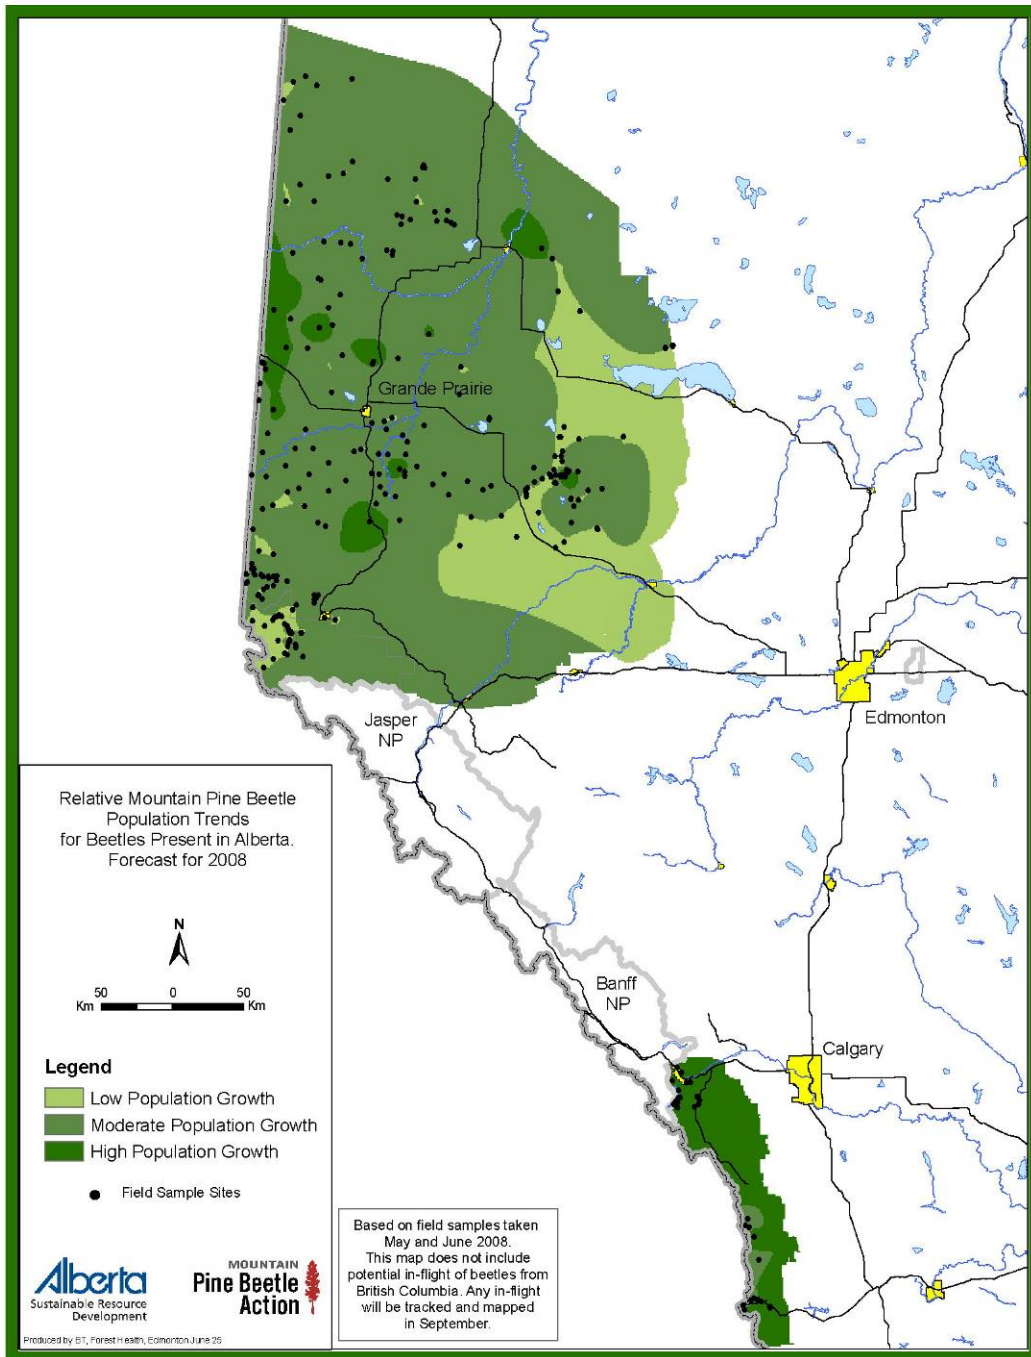 Grande Prairie
Edmonton
Jasper
NP
Relative Mountain Pine Beetle
Population Trends
for Beetles Present in Alberta.
Forecast for 2008
N
50 0 50
Km Km
Banff
NP
Calgary
Legend
Low Population Growth
Moderate Population Growth
High Population Growth
Field Sample Sites
Alberta
Sustainable Resource
Development
MOUNTAIN
Pine Beetle
Action
Based on field samples taken
May and June 2008.
This map does not include
potential in-flight of beetles from
British Columbia. Any in-flight
will be tracked and mapped
in September.
Produced by BT, Forest Health, Edmonton June 25